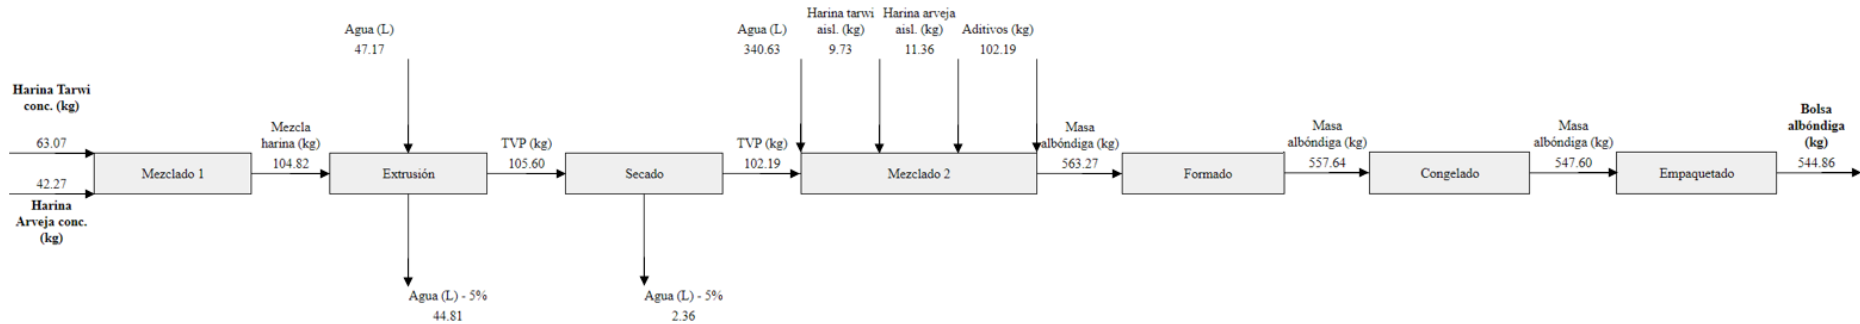 Harina Tarwi
conc. (kg)
63.07
42.27
Harina
Arveja conc.
(kg)
Mezclado 1
Mezcla
harina (kg)
104.82
Agua (L)
47.17
Extrusión
Agua (L) - 5%
44.81
TVP (kg)
105.60
Secado
Agua (L) - 5%
2.36
TVP (kg)
102.19
Agua (L)
340.63
Harina tarwi
aisl. (kg)
9.73
Harina arveja
aisl. (kg)
11.36
Aditivos (kg)
102.19
Mezclado 2
Masa
albóndiga (kg)
563.27
Formado
Masa
albóndiga (kg)
557.64
Congelado
Masa
albóndiga (kg)
547.60
Empaquetado
Bolsa
albóndiga
(kg)
544.86